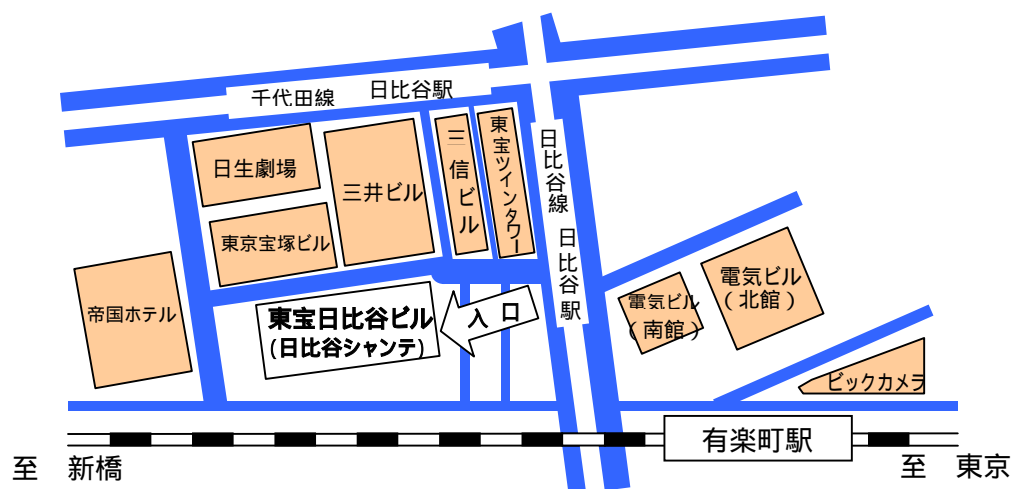 千代田線 日比谷駅
日生劇場
三井ビル
三信ビル
東宝ツインタワー
日比谷線 日比谷駅
東京宝塚ビル
帝国ホテル
東宝日比谷ビル
(日比谷シャンテ)
入口
電気ビル
(南館)
電気ビル
(北館)
ビックカメラ
有楽町駅
至 新橋
至 東京